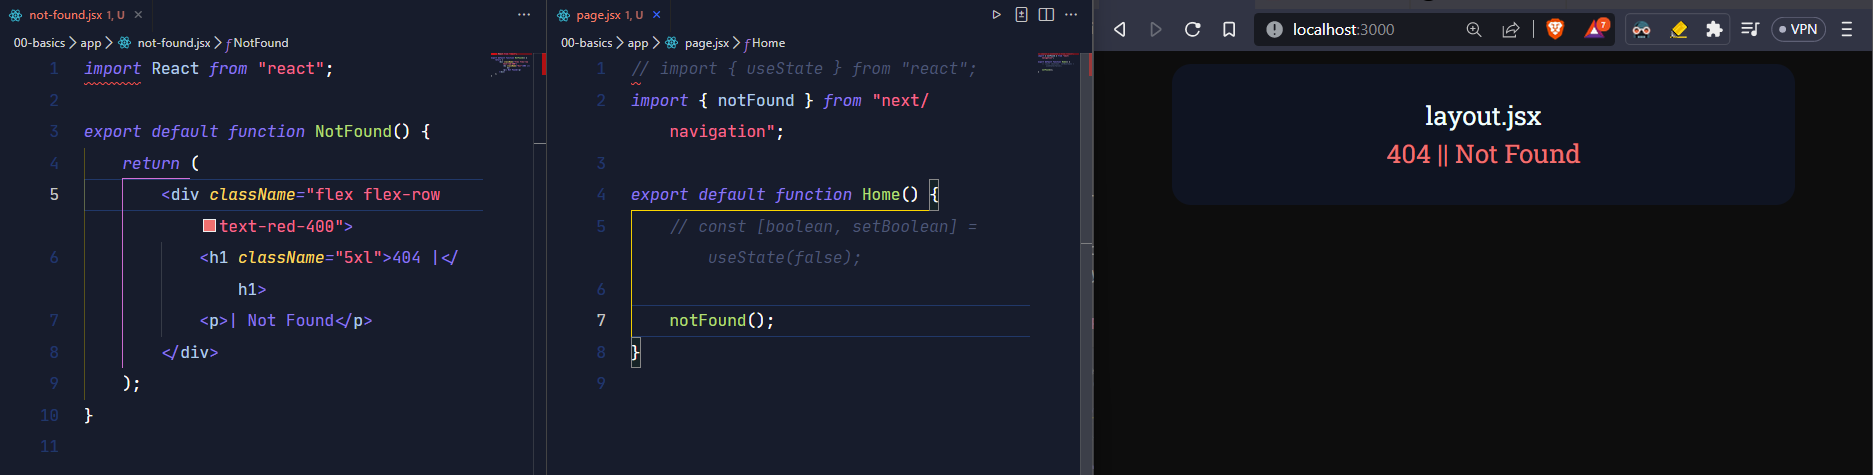 not-found.jsx 1, U
00-basics > app > not-found.jsx > NotFound
1 import React from "react";
2
3 export default function NotFound() {
4 return (
5 <div className="flex flex-row
text-red-400">
6 <h1 className="5xl">404 |</
h1>
7 <p>| Not Found</p>
8 </div>
9 );
10 }
11
page.jsx 1, U
00-basics > app > page.jsx > Home
1 // import { useState } from "react";
2 import { notFound } from "next/
navigation";
3
4 export default function Home() {
5 // const [boolean, setBoolean] =
useState(false);
6
7 notFound();
8 }
9
localhost:3000
7
VPN
layout.jsx
404 || Not Found